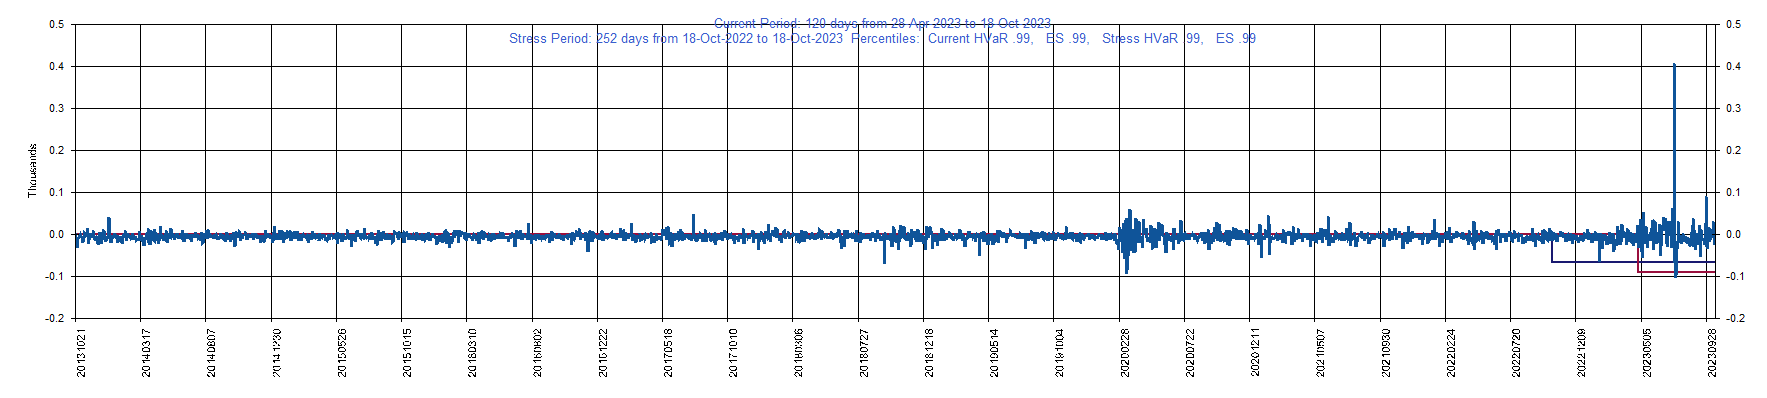 Current Period: 120 days from 28 Apr 2023 to 18 Oct 2023
Stress Period: 252 days from 18-Oct-2022 to 18-Oct-2023 Percentiles: Current HVaR .99, ES .99, Stress HVaR .99, ES .99
0.5 0.5
0.4 0.4
0.3 0.3
0.2 0.2
0.1 0.1
0.0 0.0
-0.1 -0.1
-0.2 -0.2
Thousands
20131021 20140317 20140807 20141230 20150526 20151015 20160310 20160802 20161222 20170518 20171010 20180306 20180727 20181218 20190514 20191004 20200228 20200722 20201211 20210507 20210930 20220224 20220720 20221209 20230505 20230928